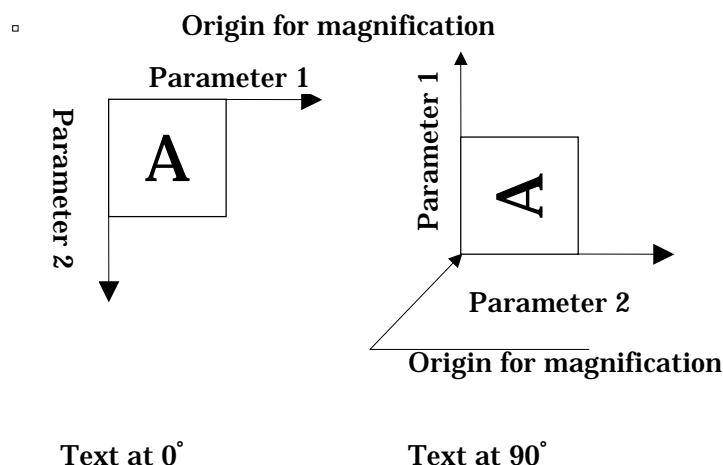 Origin for magnification
Parameter 1
Parameter 2
A
Parameter 1
A
Parameter 2
Origin for magnification
Text at 0°
Text at 90°